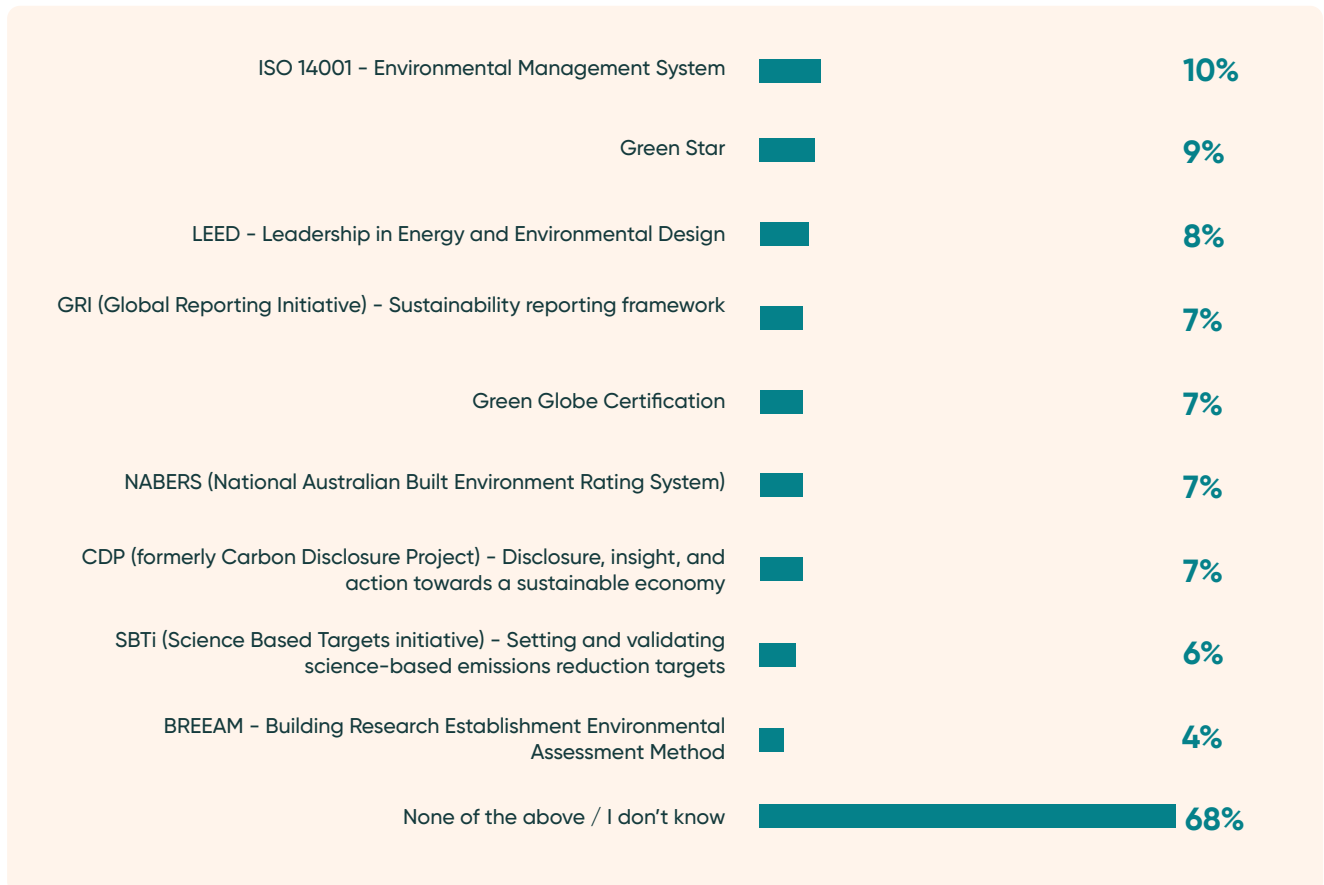 ISO 14001 - Environmental Management System
10%
Green Star
9%
LEED - Leadership in Energy and Environmental Design
8%
GRI (Global Reporting Initiative) - Sustainability reporting framework
7%
Green Globe Certification
7%
NABERS (National Australian Built Environment Rating System)
7%
CDP (formerly Carbon Disclosure Project) - Disclosure, insight, and
action towards a sustainable economy
7%
SBTi (Science Based Targets initiative) - Setting and validating
science-based emissions reduction targets
6%
BREEAM - Building Research Establishment Environmental
Assessment Method
4%
None of the above / I don’t know
68%